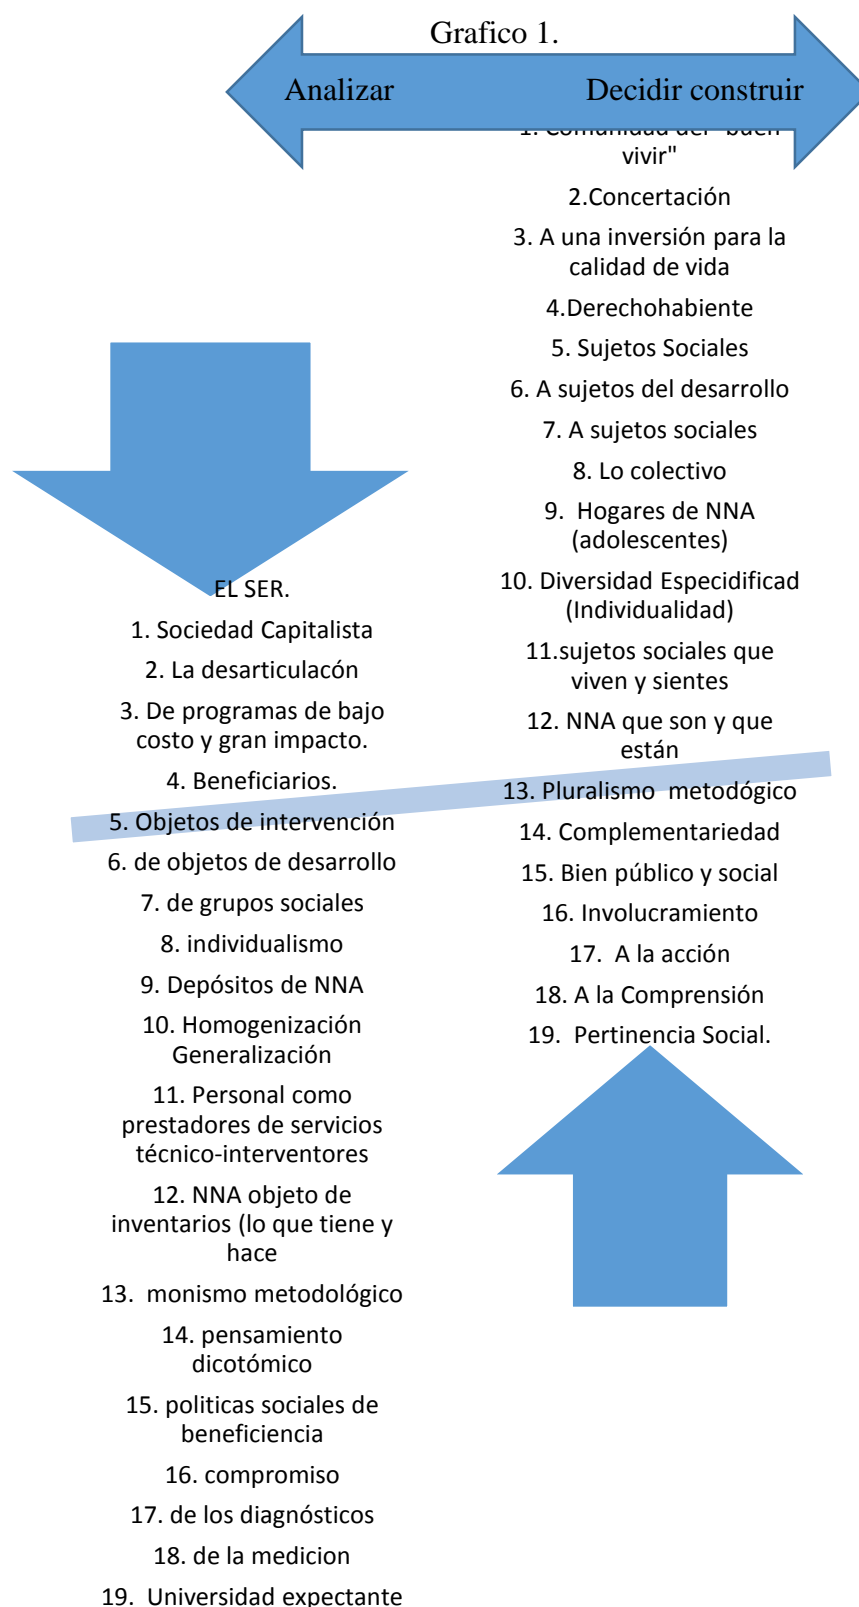 Grafico 1.
Analizar
Decidir construir
1. Comunidad del "buen
vivir"
2.Concertación
3. A una inversión para la
calidad de vida
4.Derechohabiente
5. Sujetos Sociales
6. A sujetos del desarrollo
7. A sujetos sociales
8. Lo colectivo
9. Hogares de NNA
(adolescentes)
10. Diversidad Especidificad
(Individualidad)
11.sujetos sociales que
viven y sientes
12. NNA que son y que
están
13. Pluralismo metodógico
14. Complementariedad
15. Bien público y social
16. Involucramiento
17. A la acción
18. A la Comprensión
19. Pertinencia Social.
EL SER.
1. Sociedad Capitalista
2. La desarticulacón
3. De programas de bajo
costo y gran impacto.
4. Beneficiarios.
5. Objetos de intervención
6. de objetos de desarrollo
7. de grupos sociales
8. individualismo
9. Depósitos de NNA
10. Homogenización
Generalización
11. Personal como
prestadores de servicios
técnico-interventores
12. NNA objeto de
inventarios (lo que tiene y
hace
13. monismo metodológico
14. pensamiento
dicotómico
15. politicas sociales de
beneficiencia
16. compromiso
17. de los diagnósticos
18. de la medicion
19. Universidad expectante